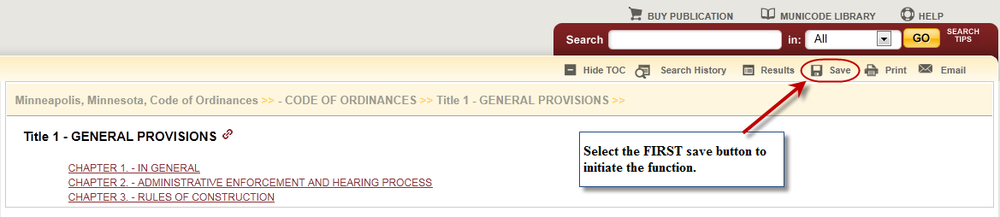 BUY PUBLICATION MUNICODE LIBRARY HELP
Search in: All GO SEARCH TIPS
Hide TOC Search History Results Save Print Email
Minneapolis, Minnesota, Code of Ordinances >> - CODE OF ORDINANCES >> Title 1 - GENERAL PROVISIONS >>
Title 1 - GENERAL PROVISIONS
Select the FIRST save button to
initiate the function.
CHAPTER 1. - IN GENERAL
CHAPTER 2. - ADMINISTRATIVE ENFORCEMENT AND HEARING PROCESS
CHAPTER 3. - RULES OF CONSTRUCTION